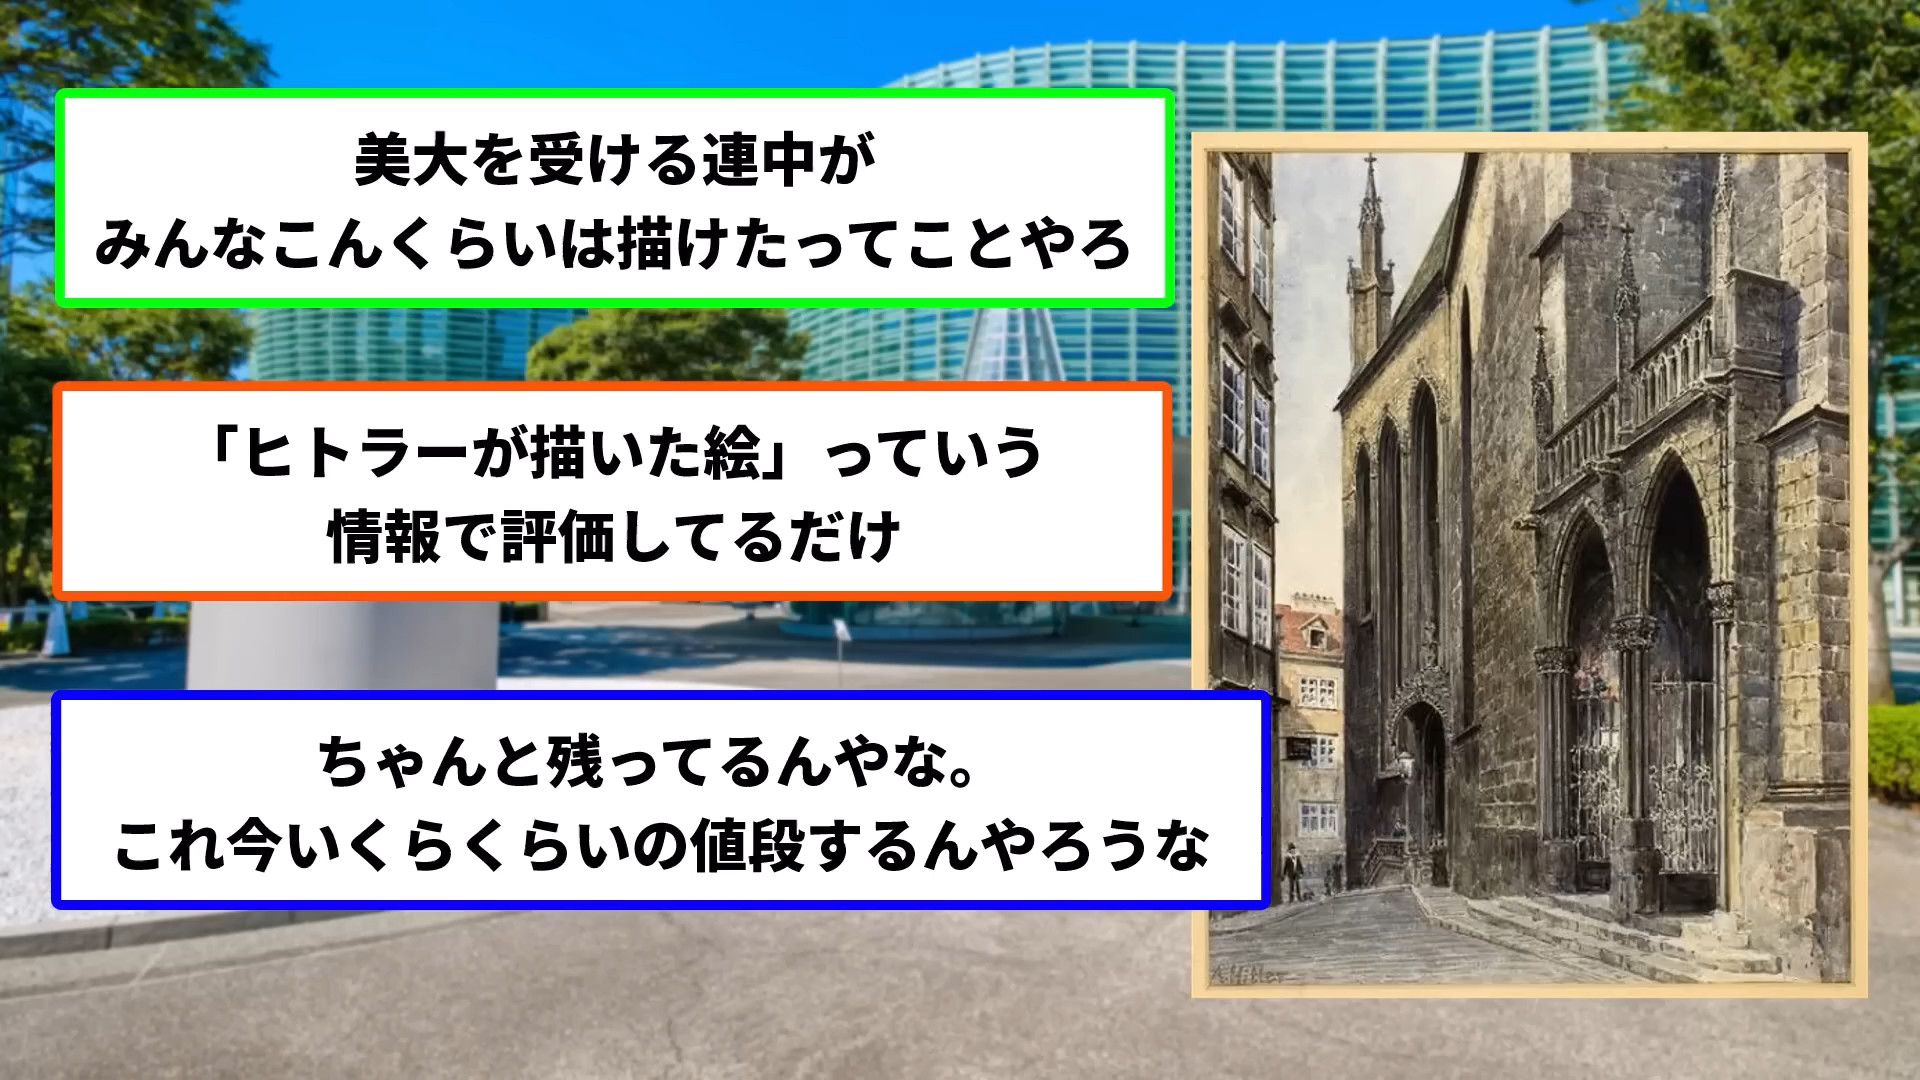 美大を受ける連中が
みんなこんくらいは描けたってことやろ
「ヒトラーが描いた絵」っていう
情報で評価してるだけ
ちゃんと残ってるんやな。
これ今いくらくらいの値段するんやろうな
A.Hitler